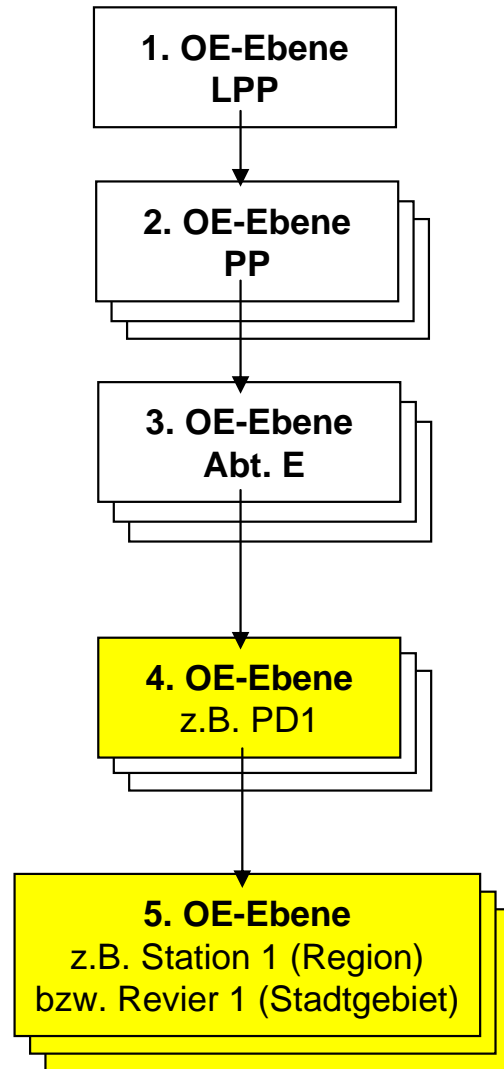 1. OE-Ebene
LPP
2. OE-Ebene
PP
3. OE-Ebene
Abt. E
4. OE-Ebene
z.B. PD1
5. OE-Ebene
z.B. Station 1 (Region)
bzw. Revier 1 (Stadtgebiet)